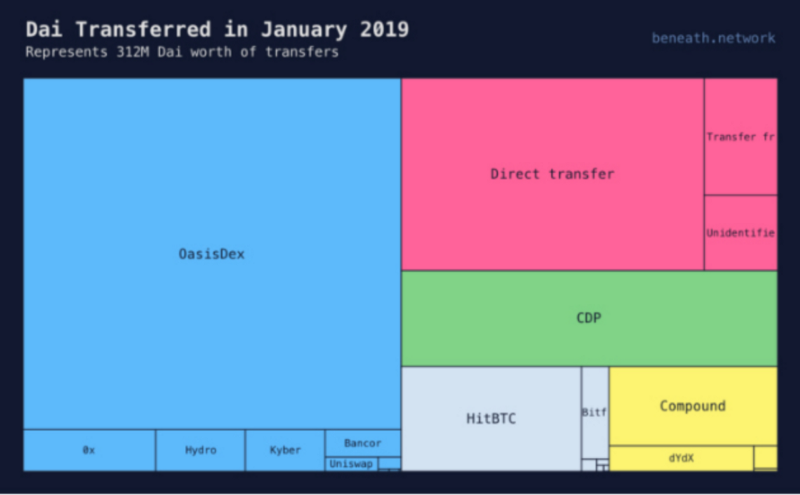 Dai Transferred in January 2019
Represents 312M Dai worth of transfers
beneath.network
OasisDex
Direct transfer
Transfer fr
Unidentifie
CDP
HitBTC
Bitf
Compound
dYdX
0x
Hydro
Kyber
Bancor
Uniswap